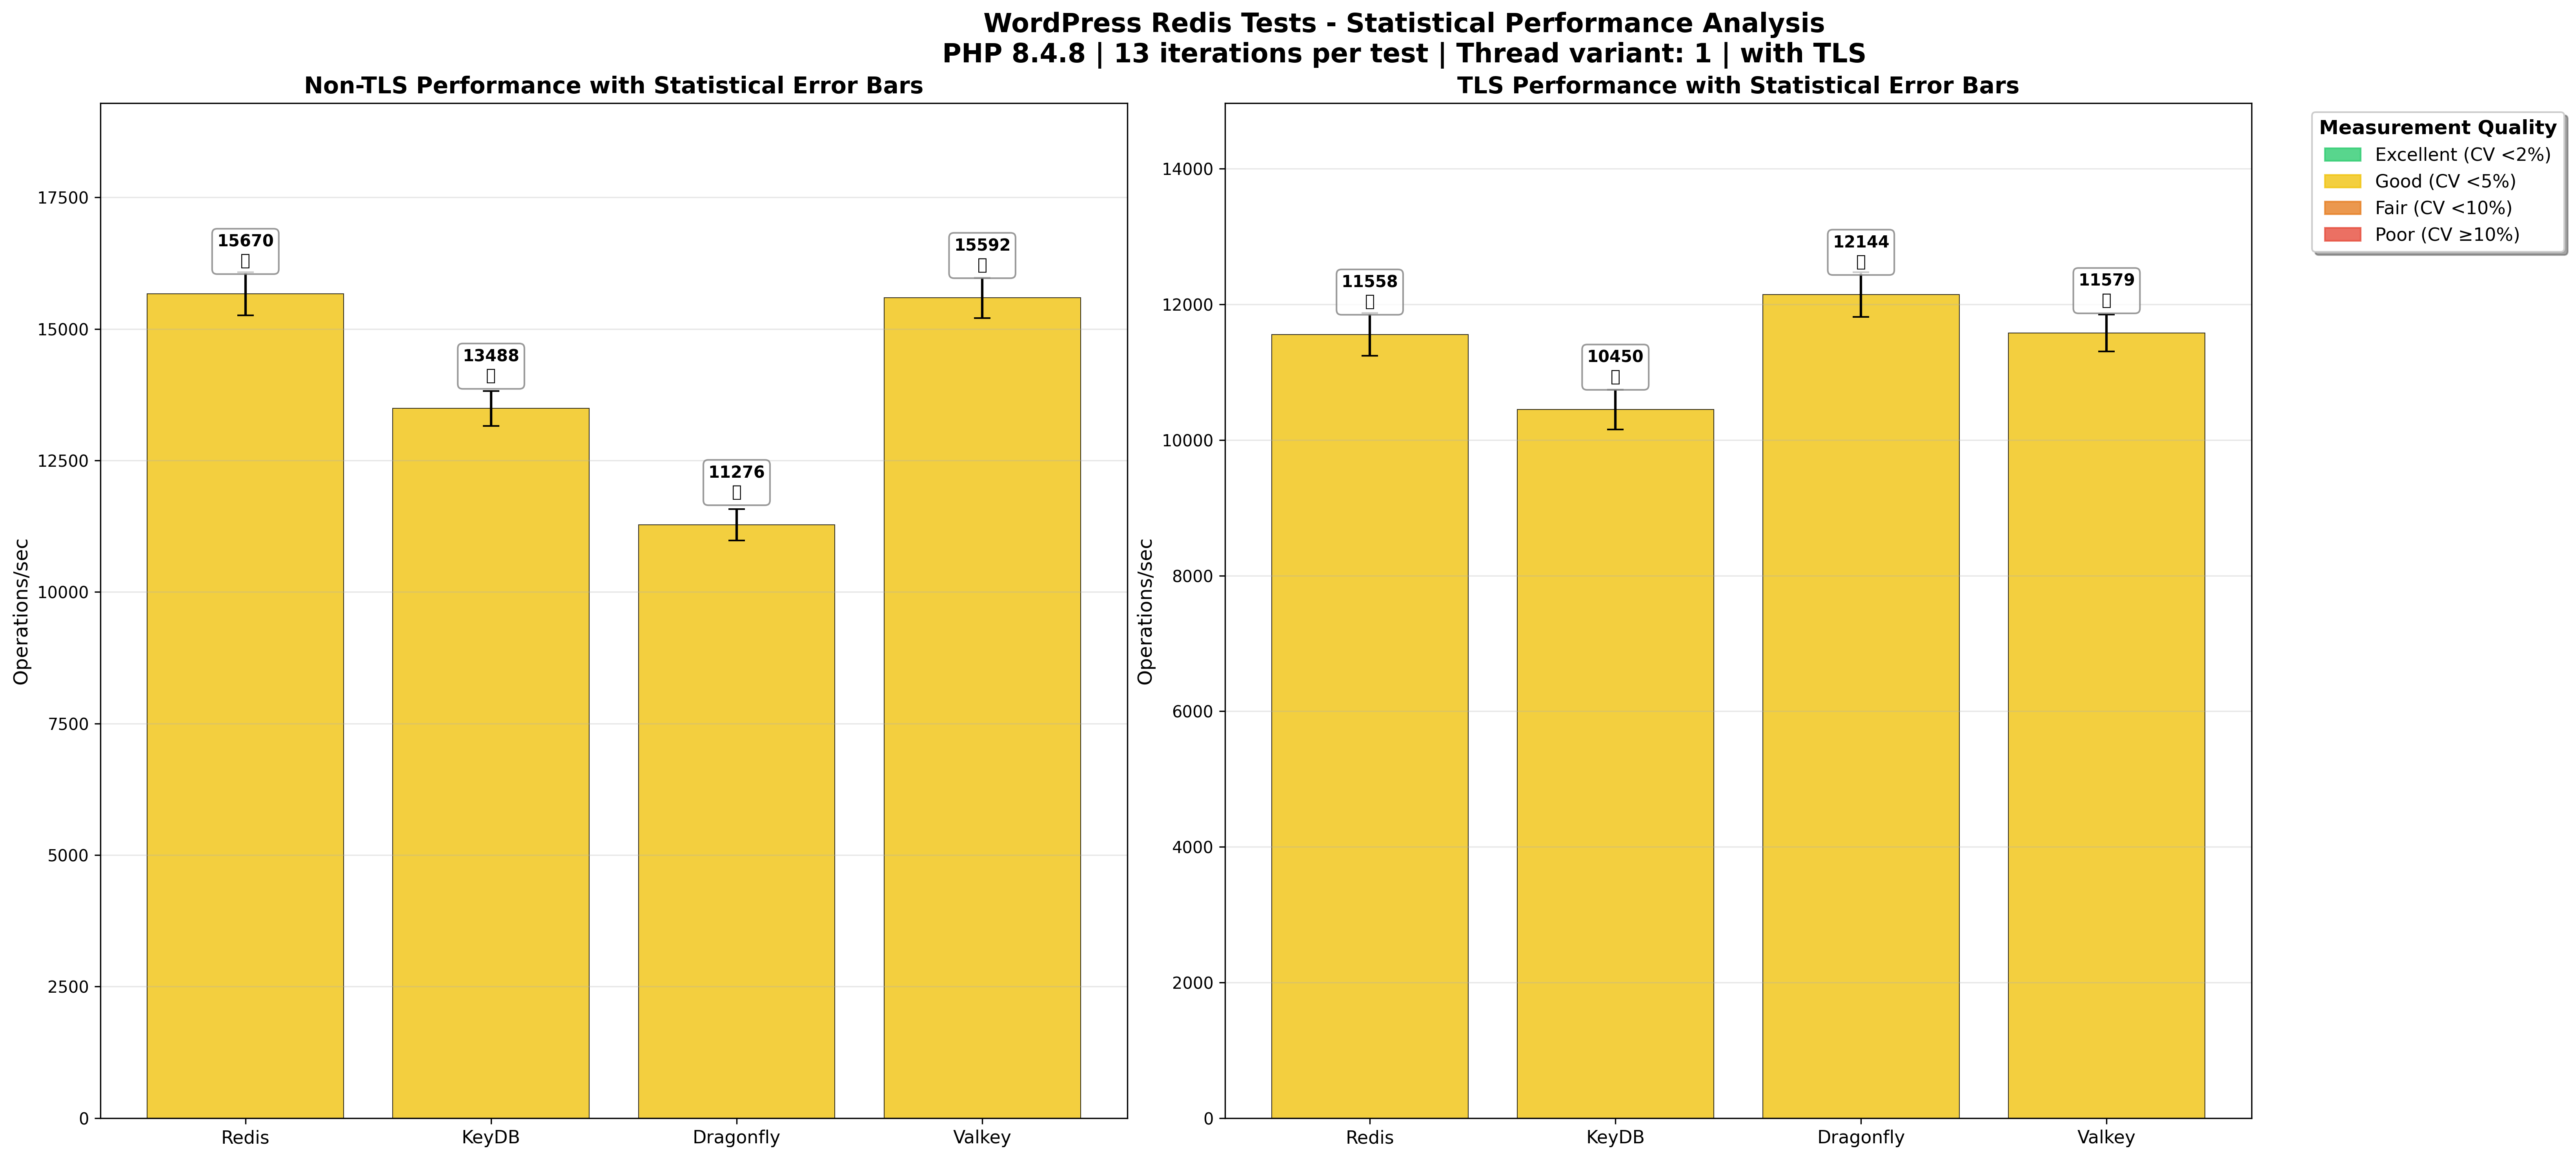 WordPress Redis Tests - Statistical Performance Analysis
PHP 8.4.8 | 13 iterations per test | Thread variant: 1 | with TLS
Non-TLS Performance with Statistical Error Bars
Operations/sec
17500
15000
12500
10000
7500
5000
2500
0
15670
13488
11276
15592
Redis
KeyDB
Dragonfly
Valkey
TLS Performance with Statistical Error Bars
Operations/sec
14000
12000
10000
8000
6000
4000
2000
0
11558
10450
12144
11579
Redis
KeyDB
Dragonfly
Valkey
Measurement Quality
Excellent (CV <2%)
Good (CV <5%)
Fair (CV <10%)
Poor (CV ≥10%)